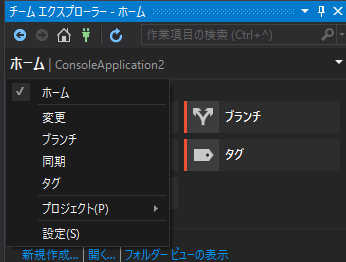 チーム エクスプローラー - ホーム
作業項目の検索 (Ctrl+^)
ホーム | ConsoleApplication2
ホーム
変更
ブランチ
同期
タグ
プロジェクト(P)
設定(S)
ブランチ
タグ
新規作成... | 開く... | フォルダー ビューの表示